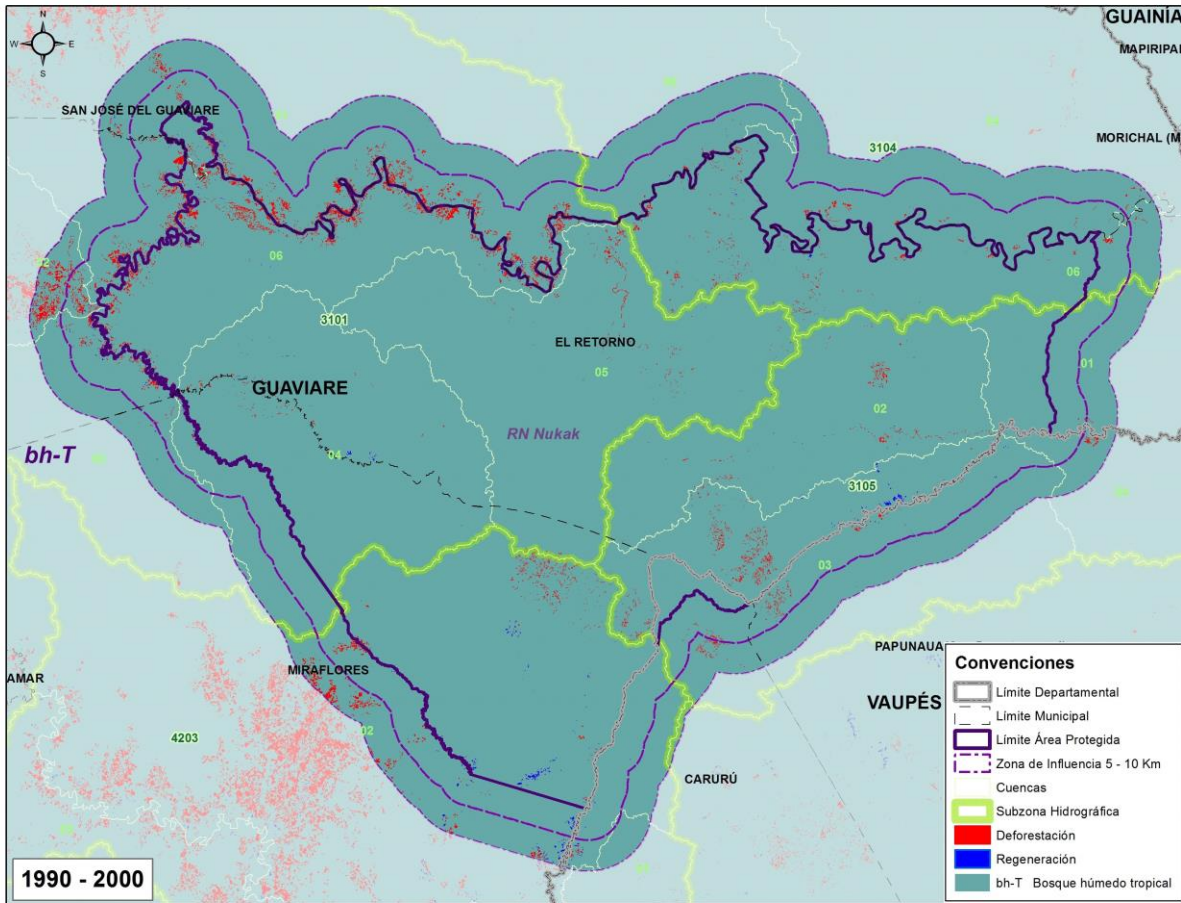 N
W E
S
GUAINÍA
MAPIRIPA
SAN JOSÉ DEL GUAVIARE
MORICHAL (M
3104
06
06
3101
EL RETORNO
05
01
GUAVIARE
02
RN Nukak
bh-T
04
3105
03
MIRAFLORES
PAPUNAUA
AMAR
VAUPÉS
02
4203
CARURÚ
Convenciones
Límite Departamental
Límite Municipal
Límite Área Protegida
Zona de Influencia 5 - 10 Km
Cuencas
Subzona Hidrográfica
Deforestación
Regeneración
bh-T Bosque húmedo tropical
1990 - 2000